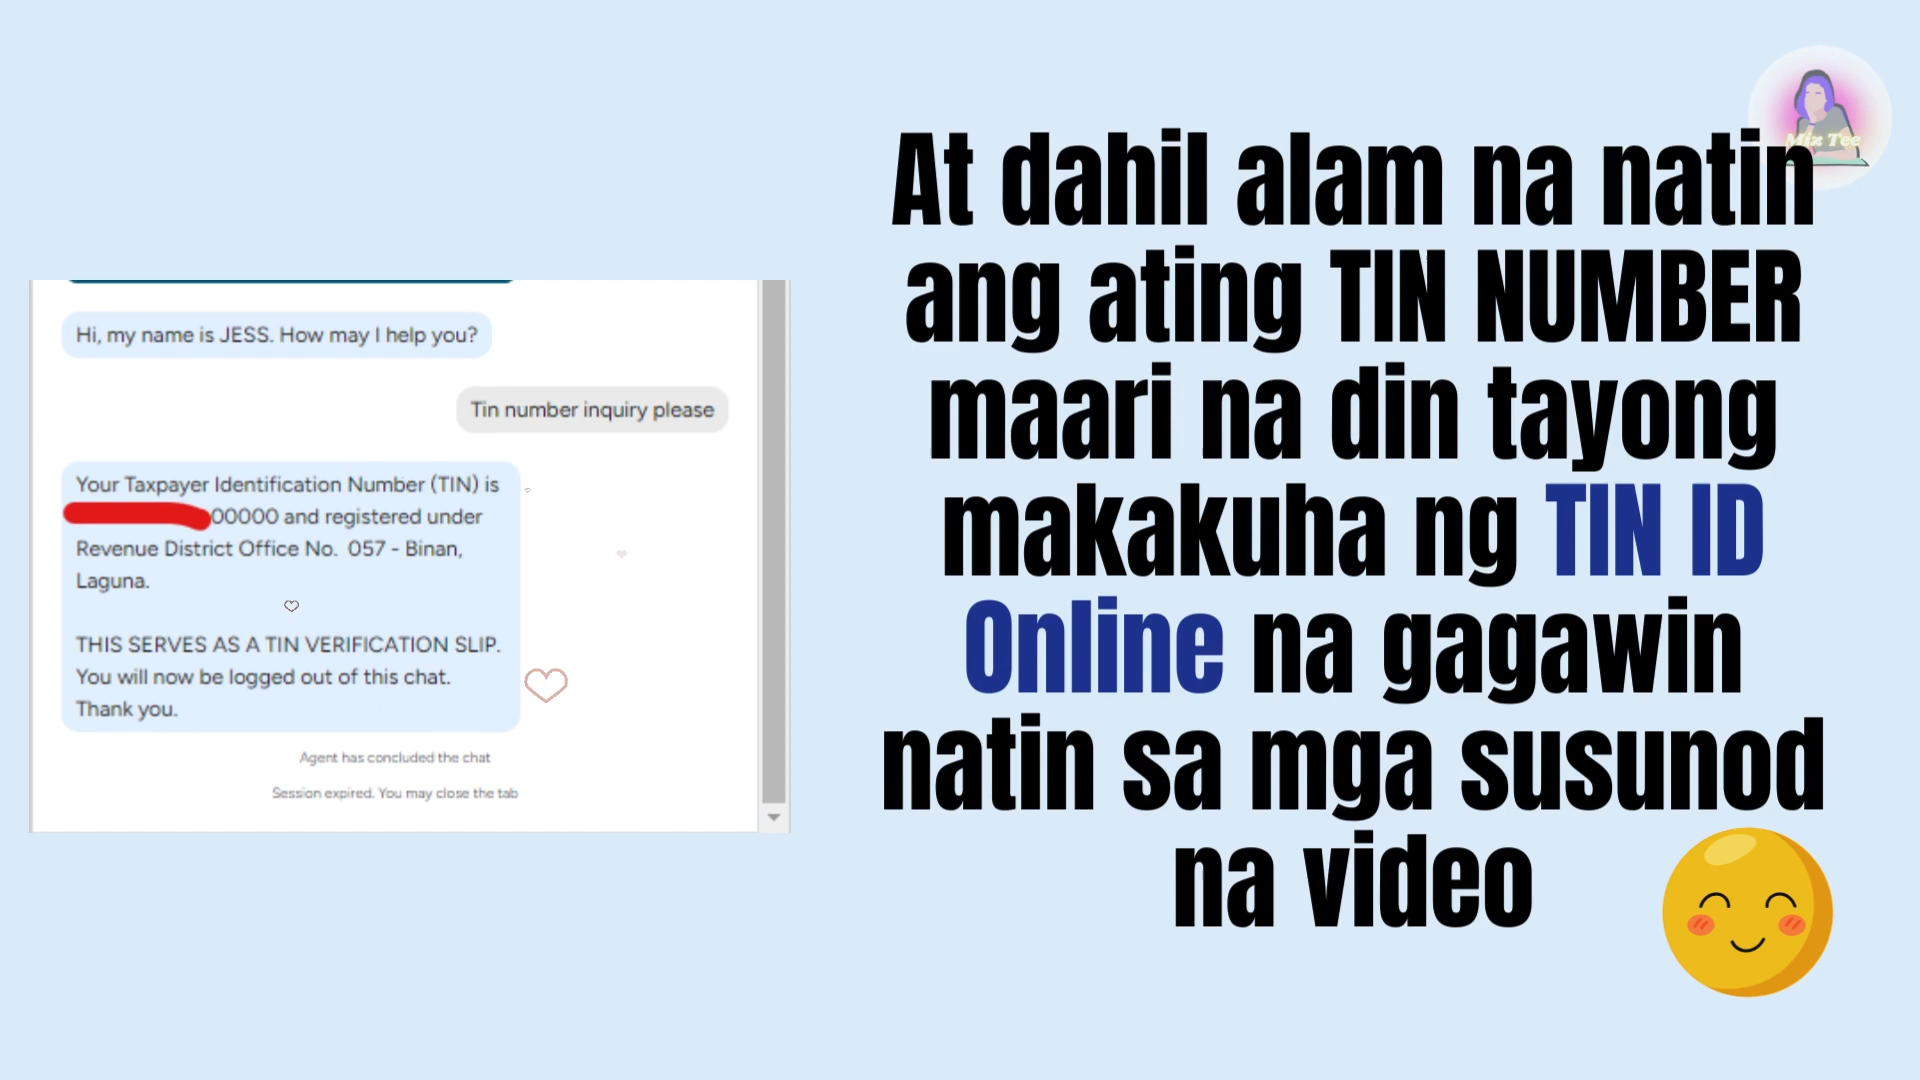 Hi, my name is JESS. How may I help you?
Tin number inquiry please
Your Taxpayer Identification Number (TIN) is
00000 and registered under
Revenue District Office No. 057 - Binan,
Laguna.
THIS SERVES AS A TIN VERIFICATION SLIP.
You will now be logged out of this chat.
Thank you.
Agent has concluded the chat
Session expired. You may close the tab
Mix Tee
At dahil alam na natin
ang ating TIN NUMBER
maari na din tayong
makakuha ng TIN ID
Online na gagawin
natin sa mga susunod
na video